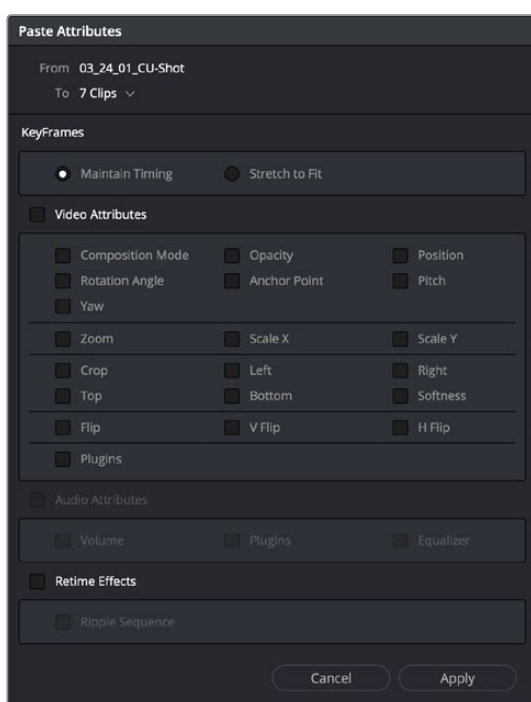 Paste Attributes
From 03_24_01_CU-Shot
To 7 Clips
KeyFrames
Maintain Timing Stretch to Fit
Video Attributes
Composition Mode Opacity Position
Rotation Angle Anchor Point Pitch
Yaw
Zoom Scale X Scale Y
Crop Left Right
Top Bottom Softness
Flip V Flip H Flip
Plugins
Audio Attributes
Volume Plugins Equalizer
Retime Effects
Ripple Sequence
Cancel Apply